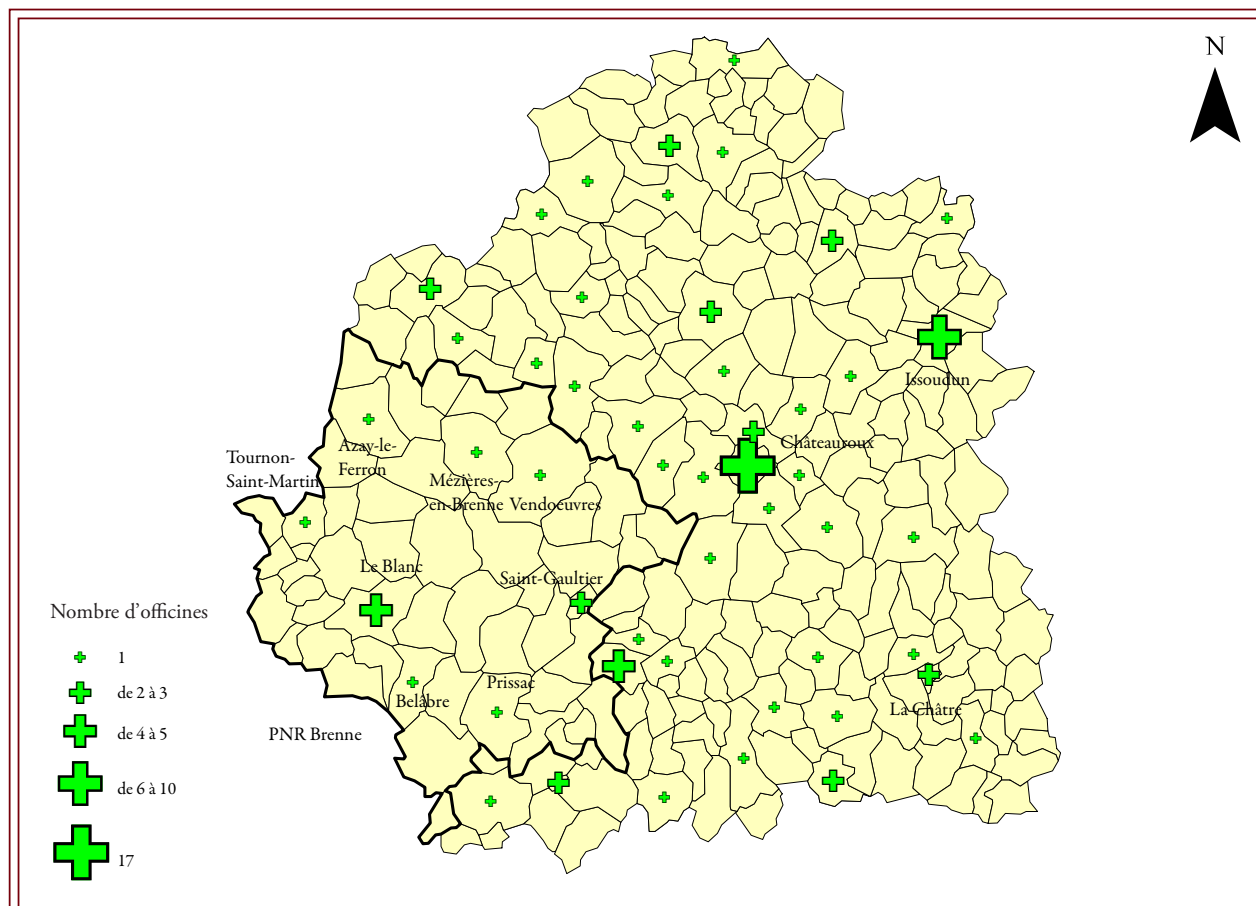 N
Issoudun
Châteauroux
Tournon-
Saint-Martin
Azay-le-
Ferron
Mézières-
en-Brenne
Vendoeuvres
Le Blanc
Saint-Gaultier
Prissac
Belâbre
La Châtre
PNR Brenne
Nombre d'officines
1
de 2 à 3
de 4 à 5
de 6 à 10
17